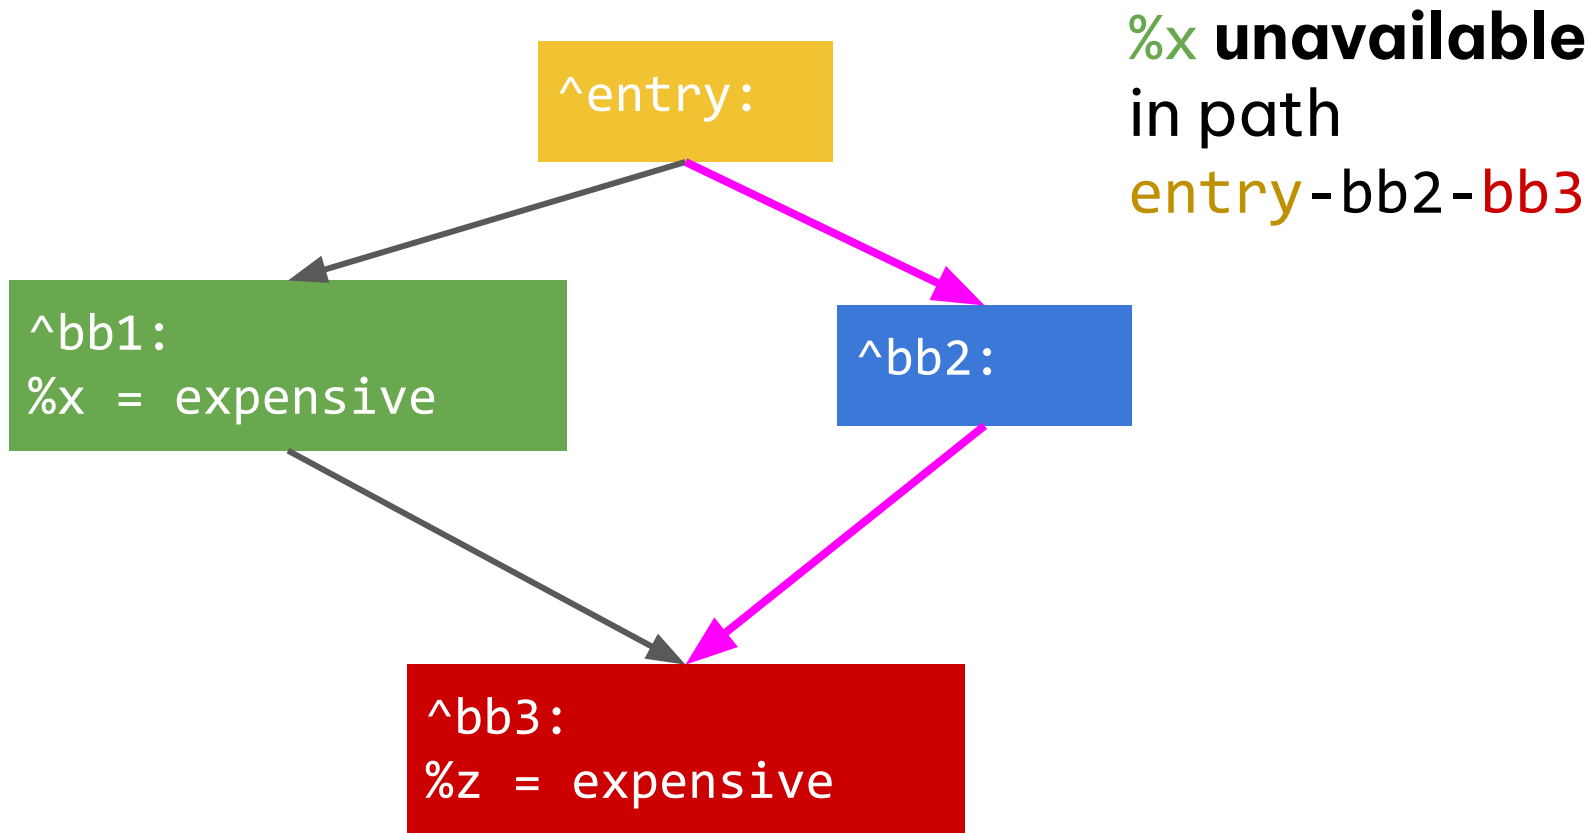 %x unavailable
in path
entry-bb2-bb3
^entry:
^bb1:
%x = expensive
^bb2:
^bb3:
%z = expensive